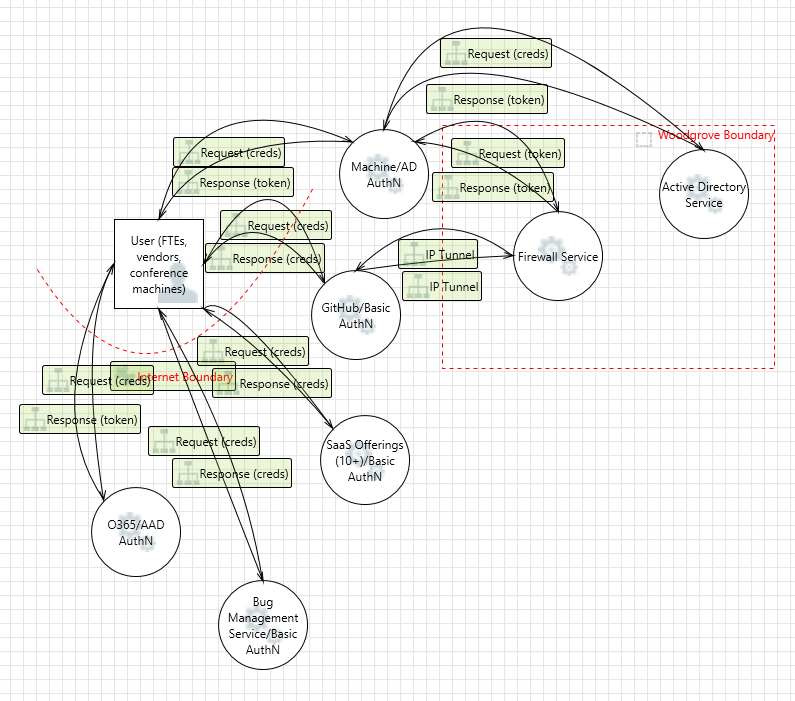 Request (creds)
Response (token)
Woodgrove Boundary
Request (creds)
Response (token)
Machine/AD
AuthN
Request (token)
Response (token)
Active Directory
Service
User (FTEs,
vendors,
conference
machines)
Request (creds)
Response (creds)
IP Tunnel
IP Tunnel
Firewall Service
GitHub/Basic
AuthN
Request (creds)
Response (creds)
Internet Boundary
Request (creds)
Response (token)
Request (creds)
Response (creds)
SaaS Offerings
(10+)/Basic
AuthN
O365/AAD
AuthN
Bug
Management
Service/Basic
AuthN